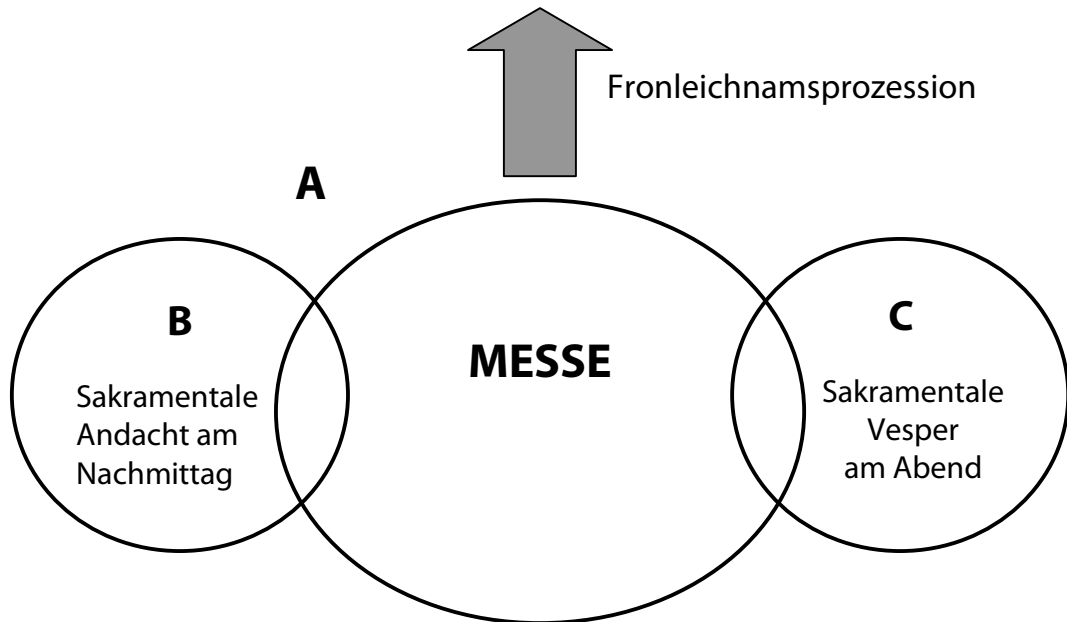 Fronleichnamsprozession
A
B
Sakramentale
Andacht am
Nachmittag
MESSE
C
Sakramentale
Vesper
am Abend